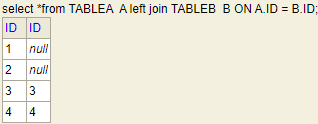 select *from TABLEA  A left join TABLEB  B ON A.ID = B.ID;
ID ID
1 null
2 null
3 3
4 4